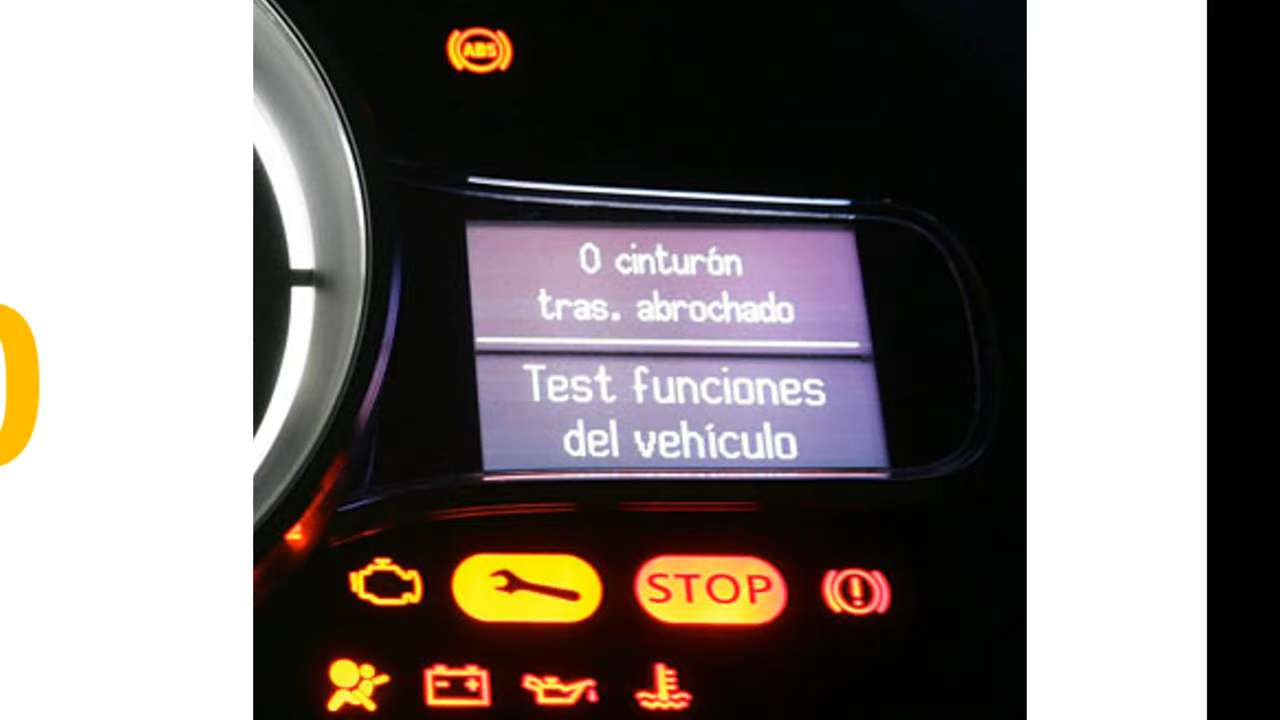 ABS
0 cinturón
tras. abrochado
Test funciones
del vehículo
STOP